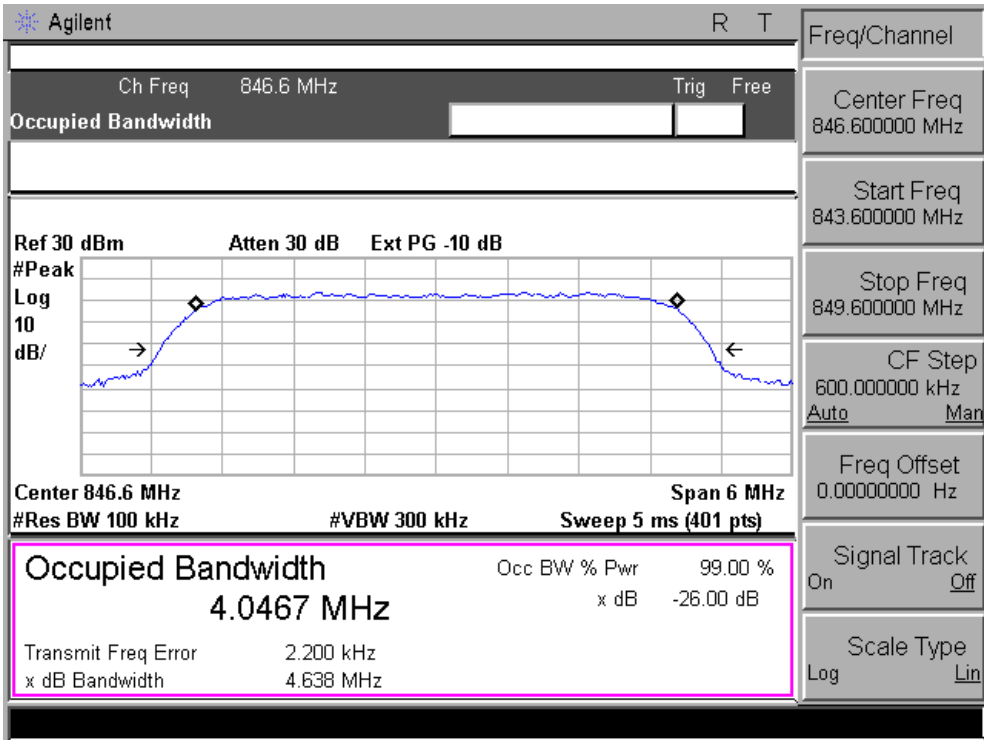 Agilent R T
Ch Freq 846.6 MHz Trig Free
Occupied Bandwidth
Ref 30 dBm Atten 30 dB Ext PG -10 dB
#Peak
Log
10
dB/
Center 846.6 MHz Span 6 MHz
#Res BW 100 kHz #VBW 300 kHz Sweep 5 ms (401 pts)
Occupied Bandwidth Occ BW % Pwr 99.00 %
4.0467 MHz x dB -26.00 dB
Transmit Freq Error 2.200 kHz
x dB Bandwidth 4.638 MHz
Freq/Channel
Center Freq
846.600000 MHz
Start Freq
843.600000 MHz
Stop Freq
849.600000 MHz
CF Step
600.000000 kHz
Auto Man
Freq Offset
0.00000000 Hz
Signal Track
On Off
Scale Type
Log Lin